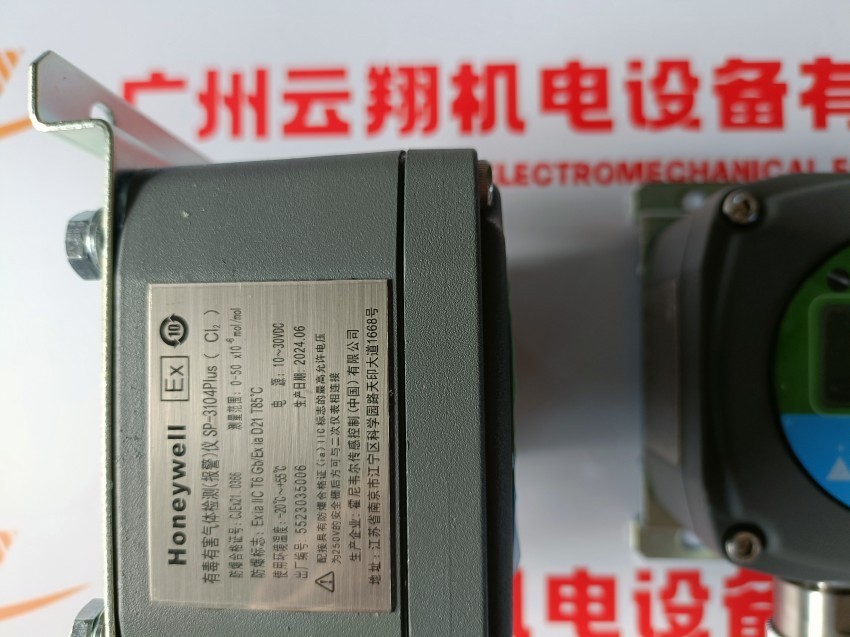 广州云翔机电设备有
ELECTROMECHANICAL E
Honeywell Ex 10
有毒有害气体检测(报警)仪 SP-3104Plus ( Cl₂ )
防爆合格证号: CJEx21.0366 测量范围: 0-50 x10⁻⁶mol/mol
防爆标志: Exia IIC T6 Gb/Ex ia D21 T85℃
使用环境温度: -20℃~+55℃ 电 源: 10~30VDC
出厂编号: 5523035006 生产日期: 2024.06
配接具有防爆合格证(ia)IIC标志的最高允许电压
为250V的安全栅后方可与二次仪表相连接
生产企业: 霍尼韦尔传感控制(中国)有限公司
地址: 江苏省南京市江宁区科学园路天印大道1668号
羽机电设备